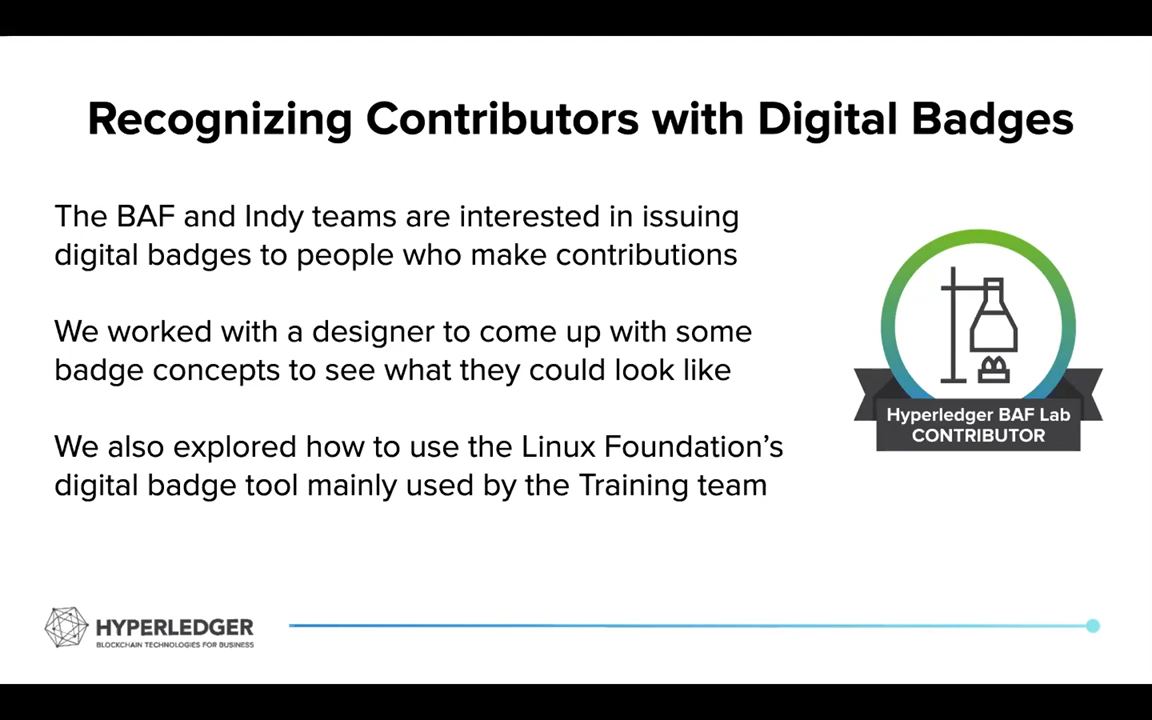 Recognizing Contributors with Digital Badges
The BAF and Indy teams are interested in issuing
digital badges to people who make contributions
We worked with a designer to come up with some
badge concepts to see what they could look like
We also explored how to use the Linux Foundation’s
digital badge tool mainly used by the Training team
Hyperledger BAF Lab
CONTRIBUTOR
HYPERLEDGER
BLOCKCHAIN TECHNOLOGIES FOR BUSINESS